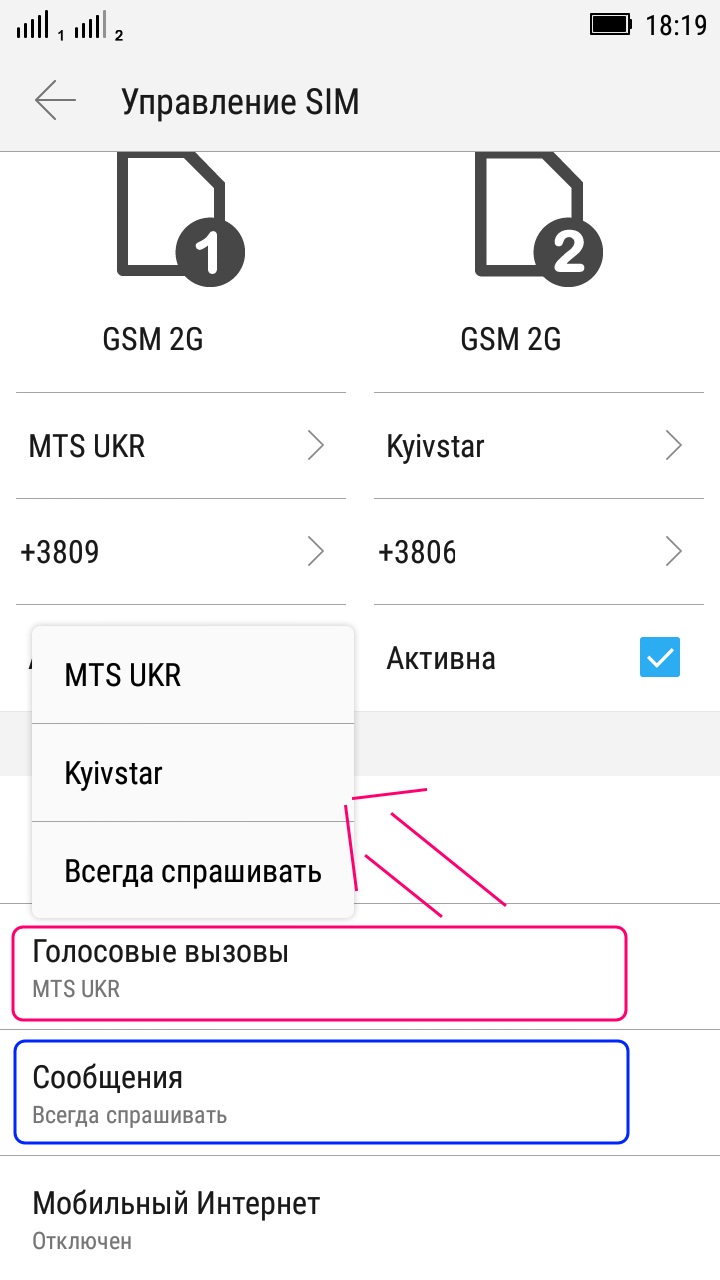 1 2 18:19
Управление SIM
1 2
GSM 2G GSM 2G
MTS UKR Kyivstar
+3809 +3806
Активна
MTS UKR
Kyivstar
Всегда спрашивать
Голосовые вызовы
MTS UKR
Сообщения
Всегда спрашивать
Мобильный Интернет
Отключен